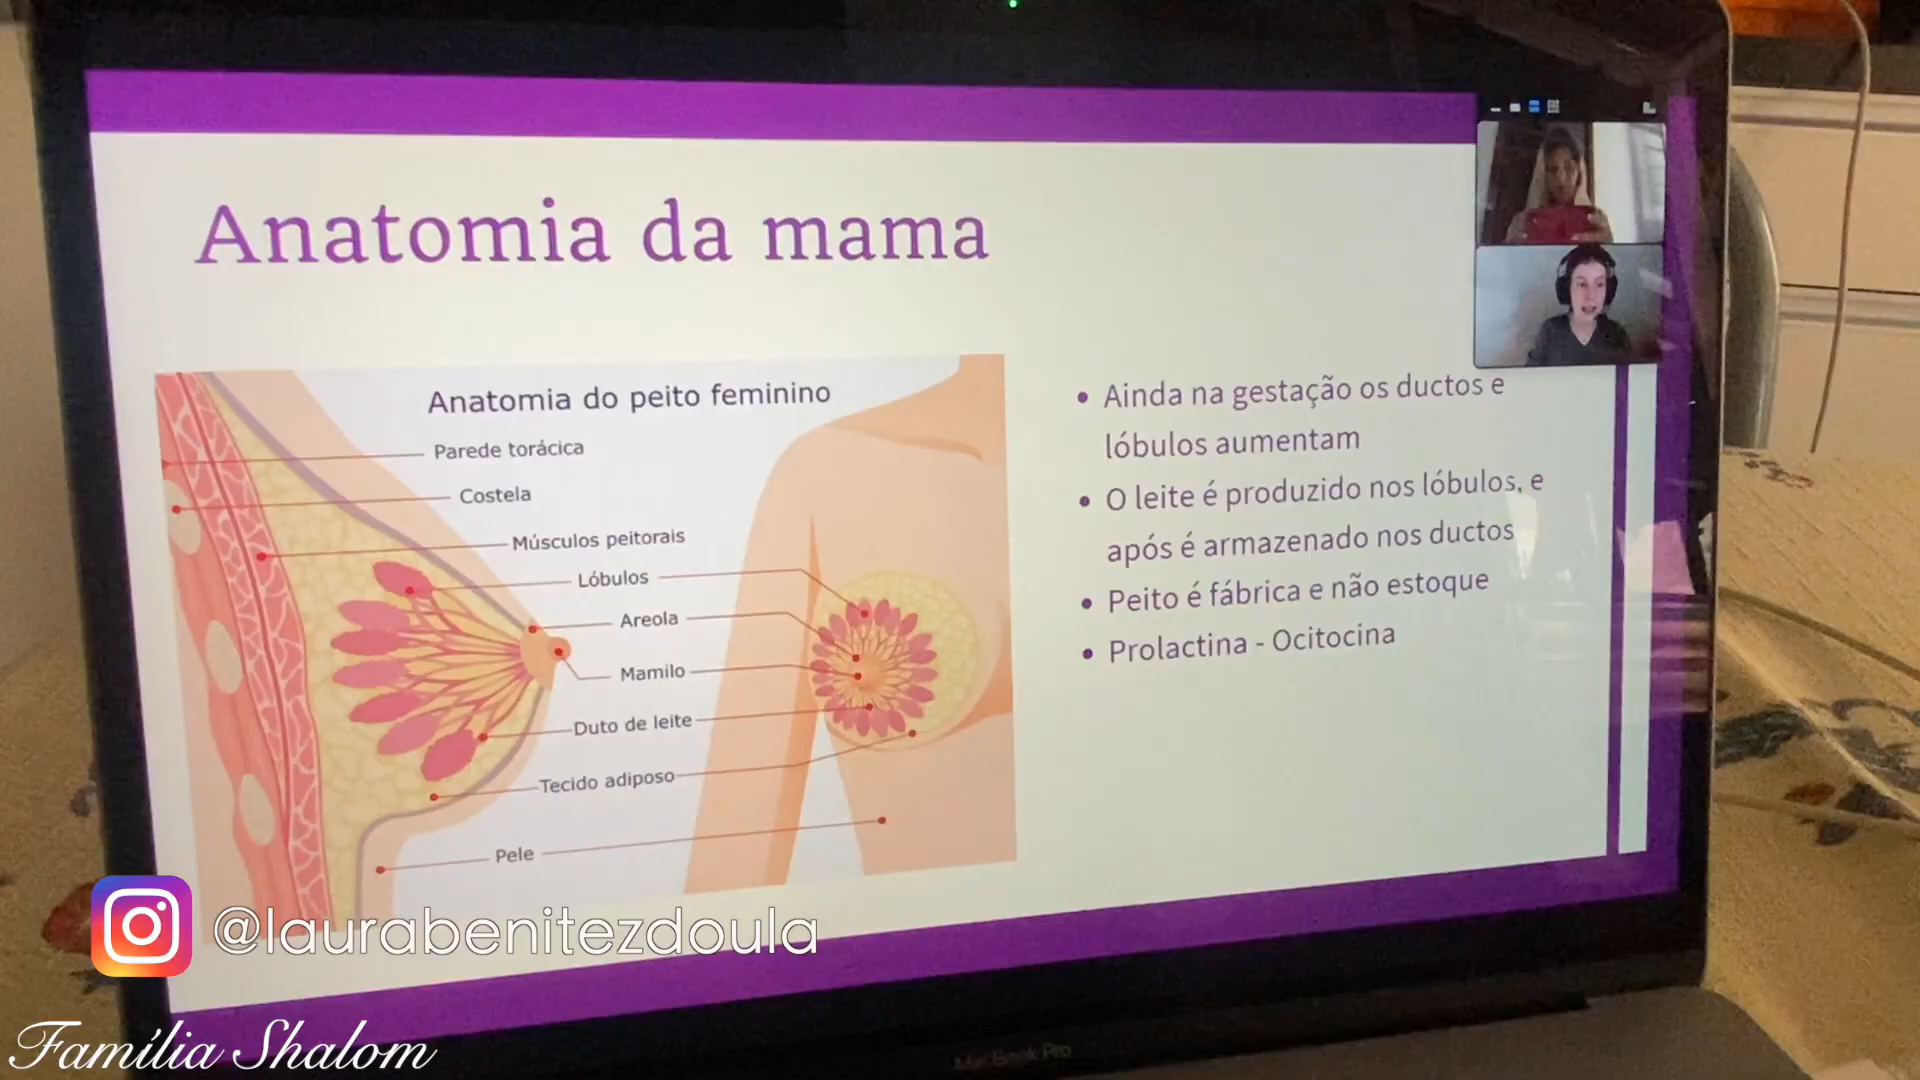 Anatomia da mama
Anatomia do peito feminino
Parede torácica
Costela
Músculos peitorais
Lóbulos
Areola
Mamilo
Duto de leite
Tecido adiposo
Pele
• Ainda na gestação os ductos e
lóbulos aumentam
• O leite é produzido nos lóbulos, e
após é armazenado nos ductos
• Peito é fábrica e não estoque
• Prolactina - Ocitocina
@laurabenitezdoula
Família Shalom
MacBook Pro